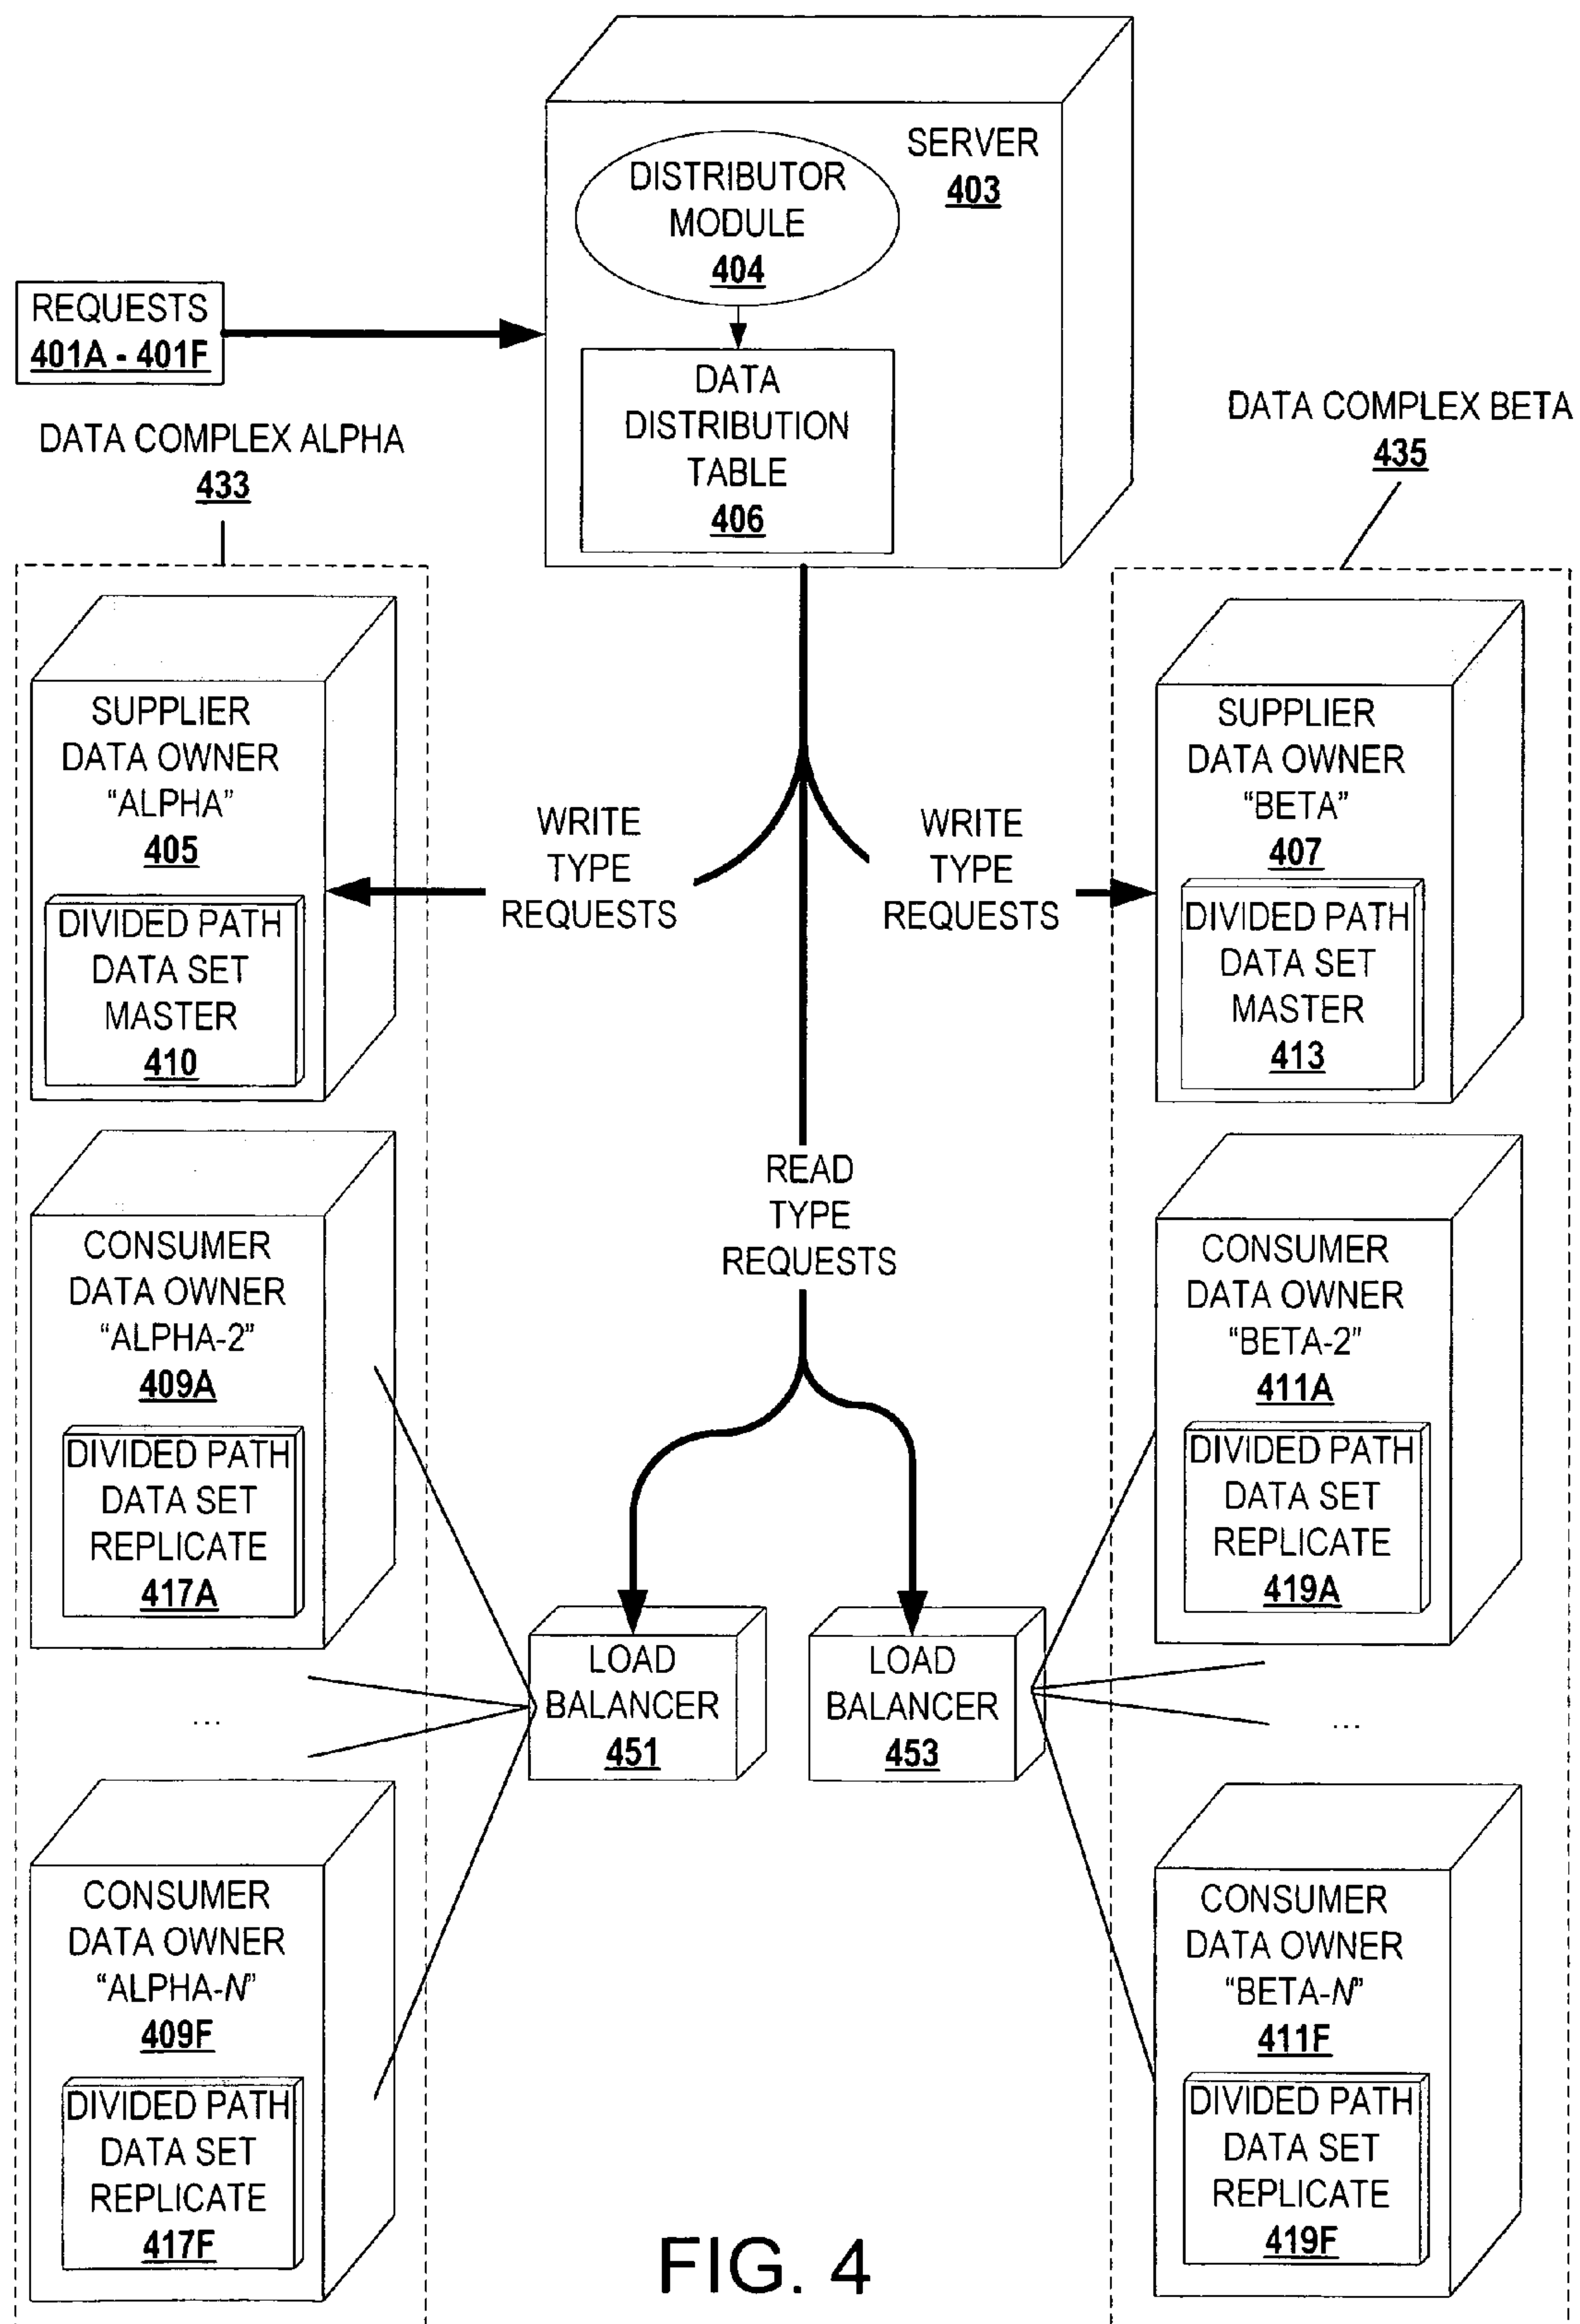 SERVER
403
DISTRIBUTOR
MODULE
404
REQUESTS
401A - 401F
DATA
DISTRIBUTION
TABLE
406
DATA COMPLEX ALPHA
433
DATA COMPLEX BETA
435
SUPPLIER
DATA OWNER
“ALPHA”
405
DIVIDED PATH
DATA SET
MASTER
410
WRITE
TYPE
REQUESTS
WRITE
TYPE
REQUESTS
SUPPLIER
DATA OWNER
“BETA”
407
DIVIDED PATH
DATA SET
MASTER
413
READ
TYPE
REQUESTS
CONSUMER
DATA OWNER
“ALPHA-2”
409A
DIVIDED PATH
DATA SET
REPLICATE
417A
CONSUMER
DATA OWNER
“BETA-2”
411A
DIVIDED PATH
DATA SET
REPLICATE
419A
...
LOAD
BALANCER
451
LOAD
BALANCER
453
...
CONSUMER
DATA OWNER
“ALPHA-N”
409F
DIVIDED PATH
DATA SET
REPLICATE
417F
CONSUMER
DATA OWNER
“BETA-N”
411F
DIVIDED PATH
DATA SET
REPLICATE
419F
FIG. 4